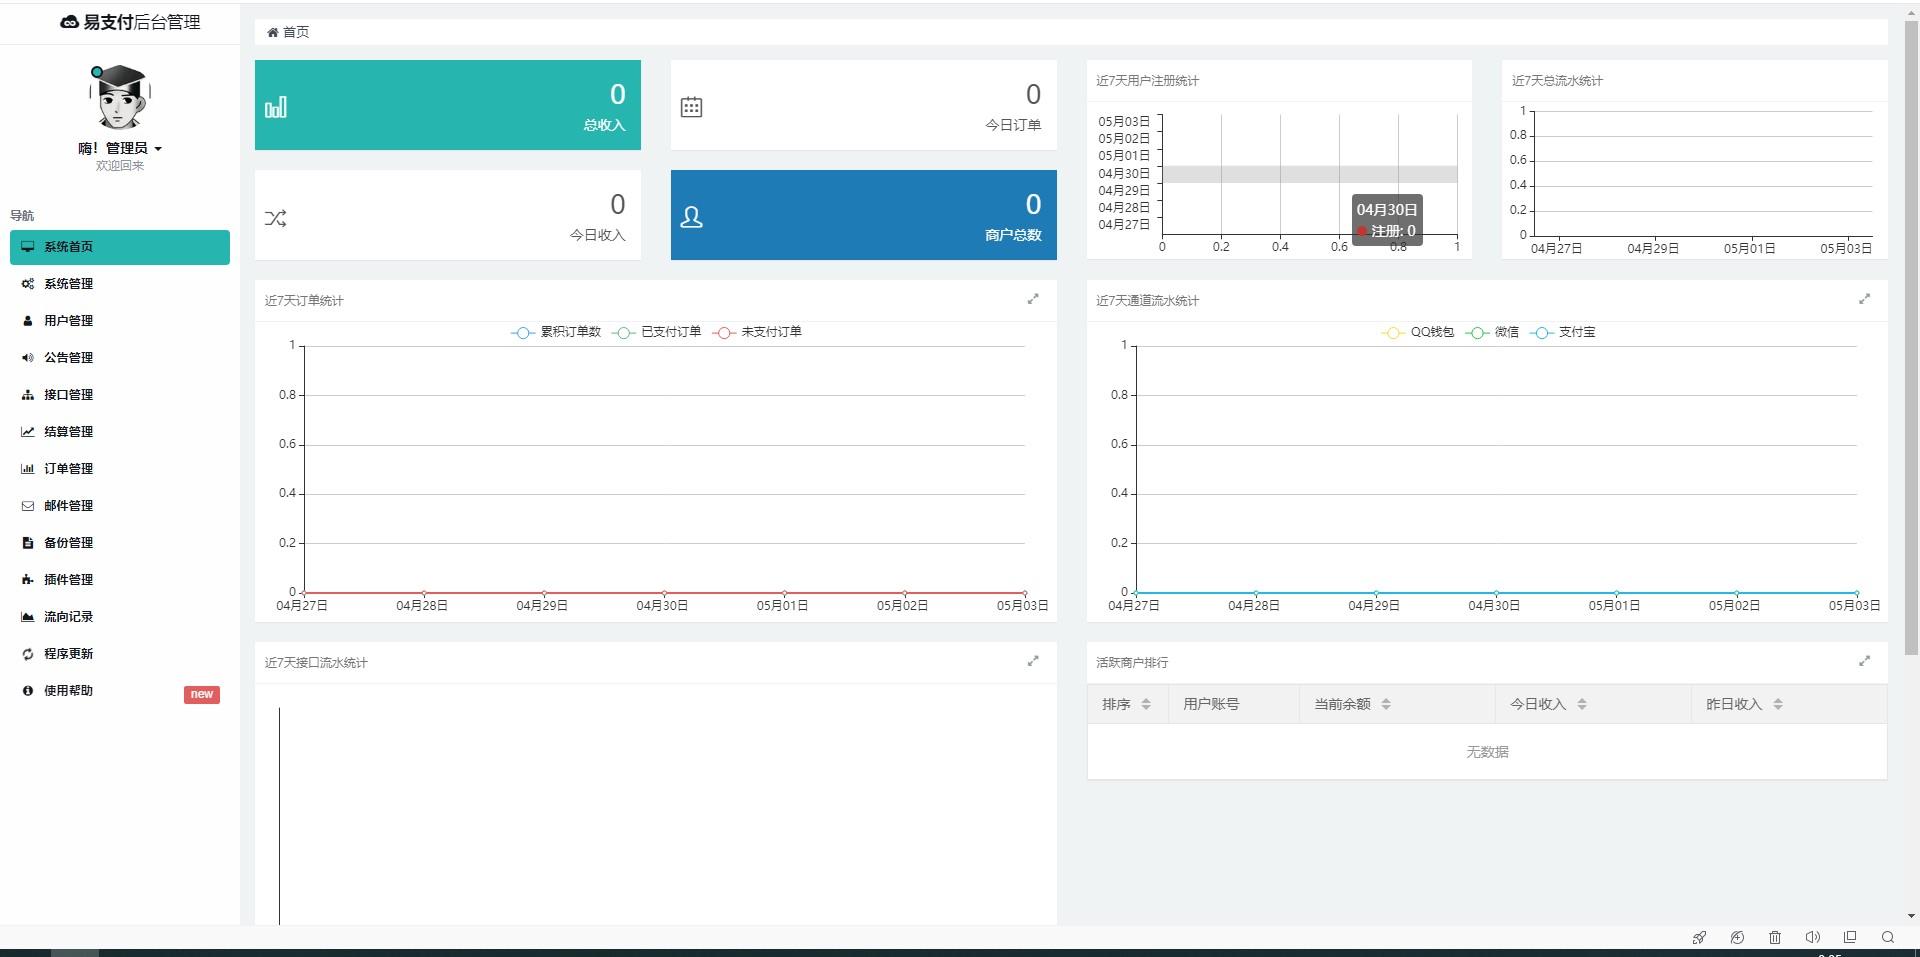 易支付后台管理
嗨！管理员
欢迎回来
导航
系统首页
系统管理
用户管理
公告管理
接口管理
结算管理
订单管理
邮件管理
备份管理
插件管理
流向记录
程序更新
使用帮助 new
首页
0
总收入
0
今日订单
0
今日收入
0
商户总数
近7天用户注册统计
05月03日
05月02日
05月01日
04月30日
04月29日
04月28日
04月27日
0 0.2 0.4 0.6 0.8 1
04月30日
注册: 0
近7天总流水统计
1
0.8
0.6
0.4
0.2
0
04月27日 04月29日 05月01日 05月03日
近7天订单统计
累积订单数 已支付订单 未支付订单
1
0.8
0.6
0.4
0.2
0
04月27日 04月28日 04月29日 04月30日 05月01日 05月02日 05月03日
近7天通道流水统计
QQ钱包 微信 支付宝
1
0.8
0.6
0.4
0.2
0
04月27日 04月28日 04月29日 04月30日 05月01日 05月02日 05月03日
近7天接口流水统计
活跃商户排行
排序 用户账号 当前余额 今日收入 昨日收入
无数据